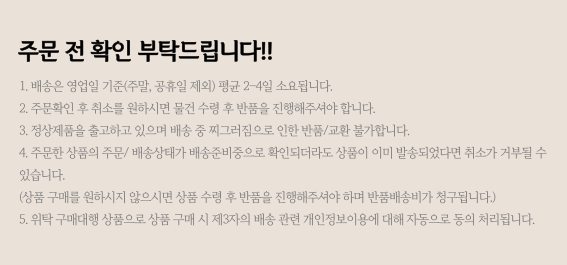 주문 전 확인 부탁드립니다!!
1. 배송은 영업일 기준(주말, 공휴일 제외) 평균 2-4일 소요됩니다.
2. 주문확인 후 취소를 원하시면 물건 수령 후 반품을 진행해주셔야 합니다.
3. 정상제품을 출고하고 있으며 배송 중 찌그러짐으로 인한 반품/교환 불가합니다.
4. 주문한 상품의 주문/ 배송상태가 배송준비중으로 확인되더라도 상품이 이미 발송되었다면 취소가 거부될 수
있습니다.
(상품 구매를 원하시지 않으시면 상품 수령 후 반품을 진행해주셔야 하며 반품배송비가 청구됩니다.)
5. 위탁 구매대행 상품으로 상품 구매 시 제3자의 배송 관련 개인정보이용에 대해 자동으로 동의 처리됩니다.